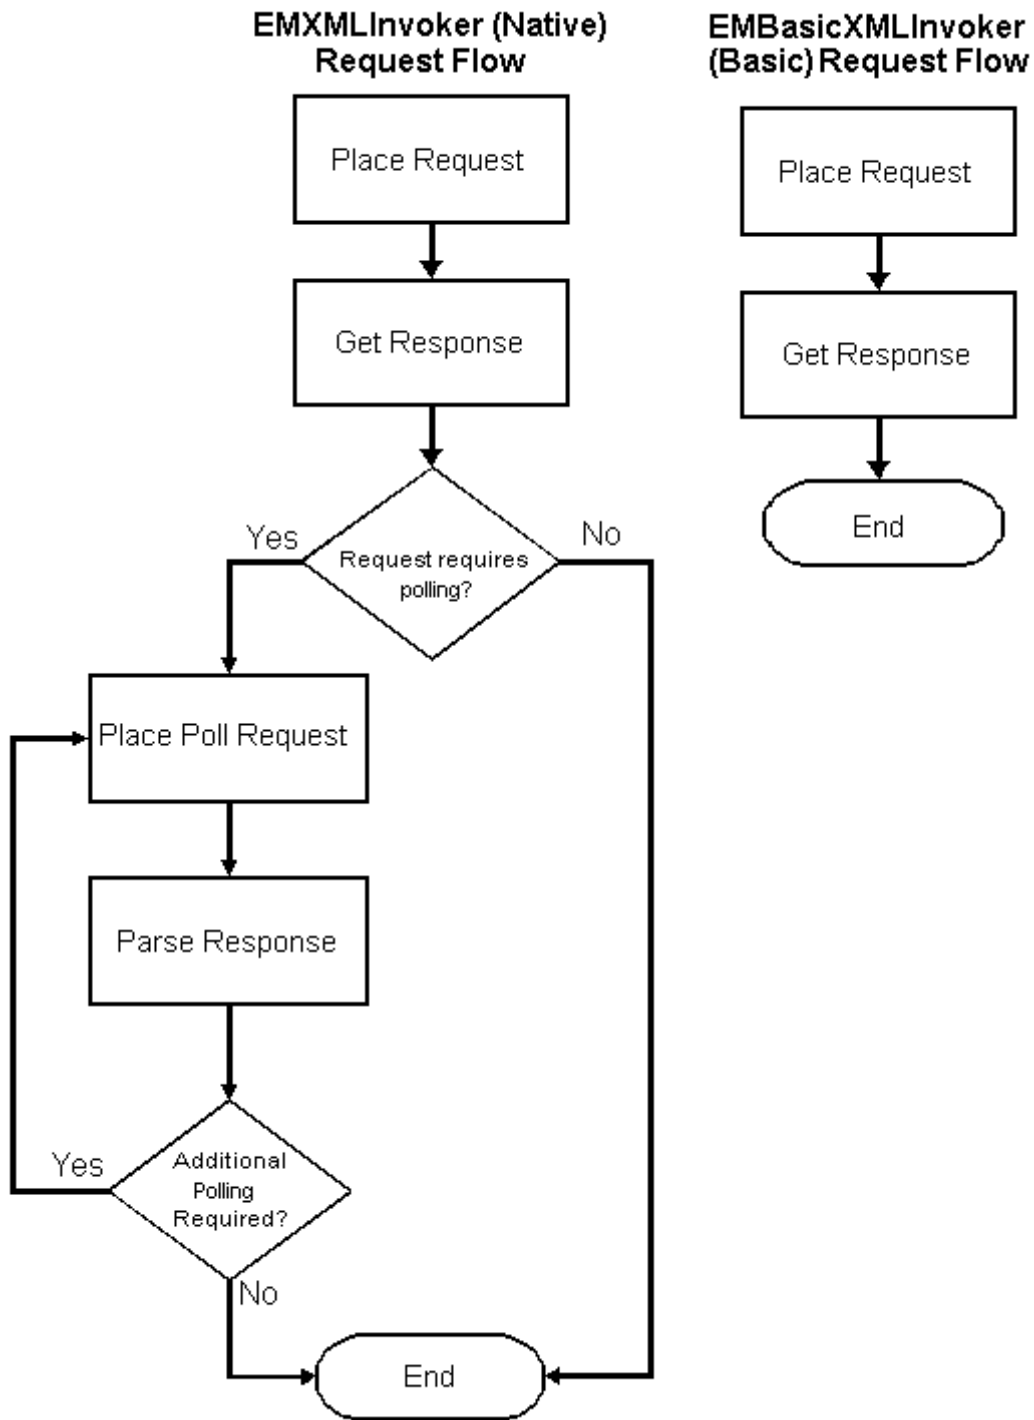 EMXMLInvoker (Native)
Request Flow
Place Request
Get Response
Yes
No
Request requires
polling?
Place Poll Request
Parse Response
Yes
Additional
Polling
Required?
No
End
EMBasicXMLInvoker
(Basic) Request Flow
Place Request
Get Response
End